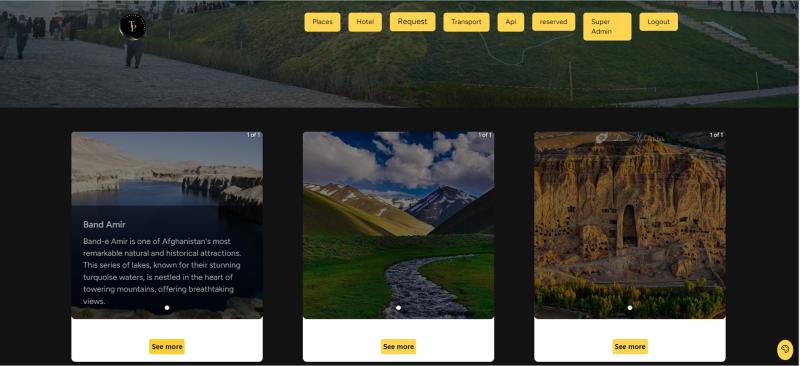 Places
Hotel
Request
Transport
Api
reserved
Super
Admin
Logout
1 of 1
1 of 1
1 of 1
Band Amir
Band-e Amir is one of Afghanistan's most
remarkable natural and historical attractions.
This series of lakes, known for their stunning
turquoise waters, is nestled in the heart of
towering mountains, offering breathtaking
views.
See more
See more
See more